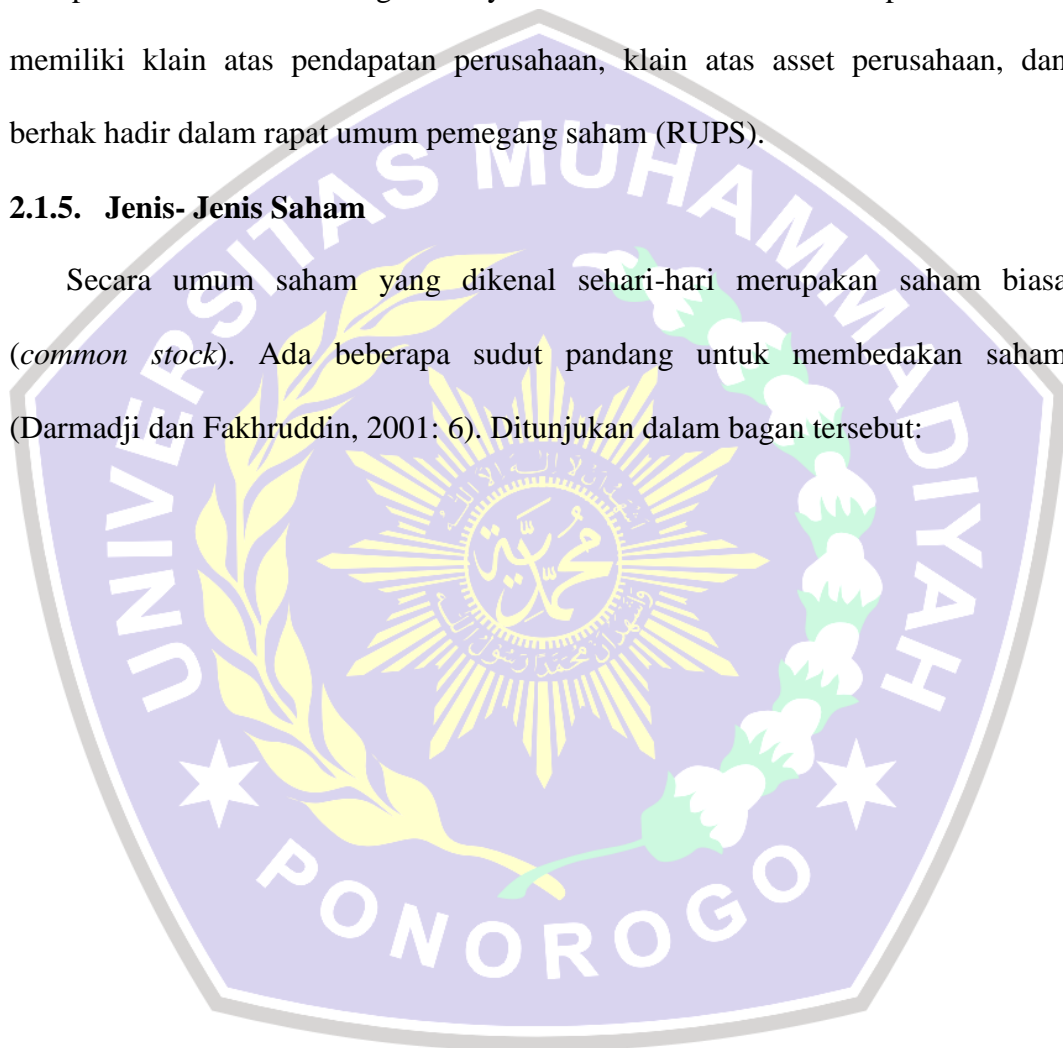 memiliki klain atas pendapatan perusahaan, klain atas asset perusahaan, dan
berhak hadir dalam rapat umum pemegang saham (RUPS).
2.1.5. Jenis- Jenis Saham
Secara umum saham yang dikenal sehari-hari merupakan saham biasa
(common stock). Ada beberapa sudut pandang untuk membedakan saham
(Darmadji dan Fakhruddin, 2001: 6). Ditunjukan dalam bagan tersebut:
UNIVERSITAS MUHAMMADIYAH
PONOROGO
محمدية